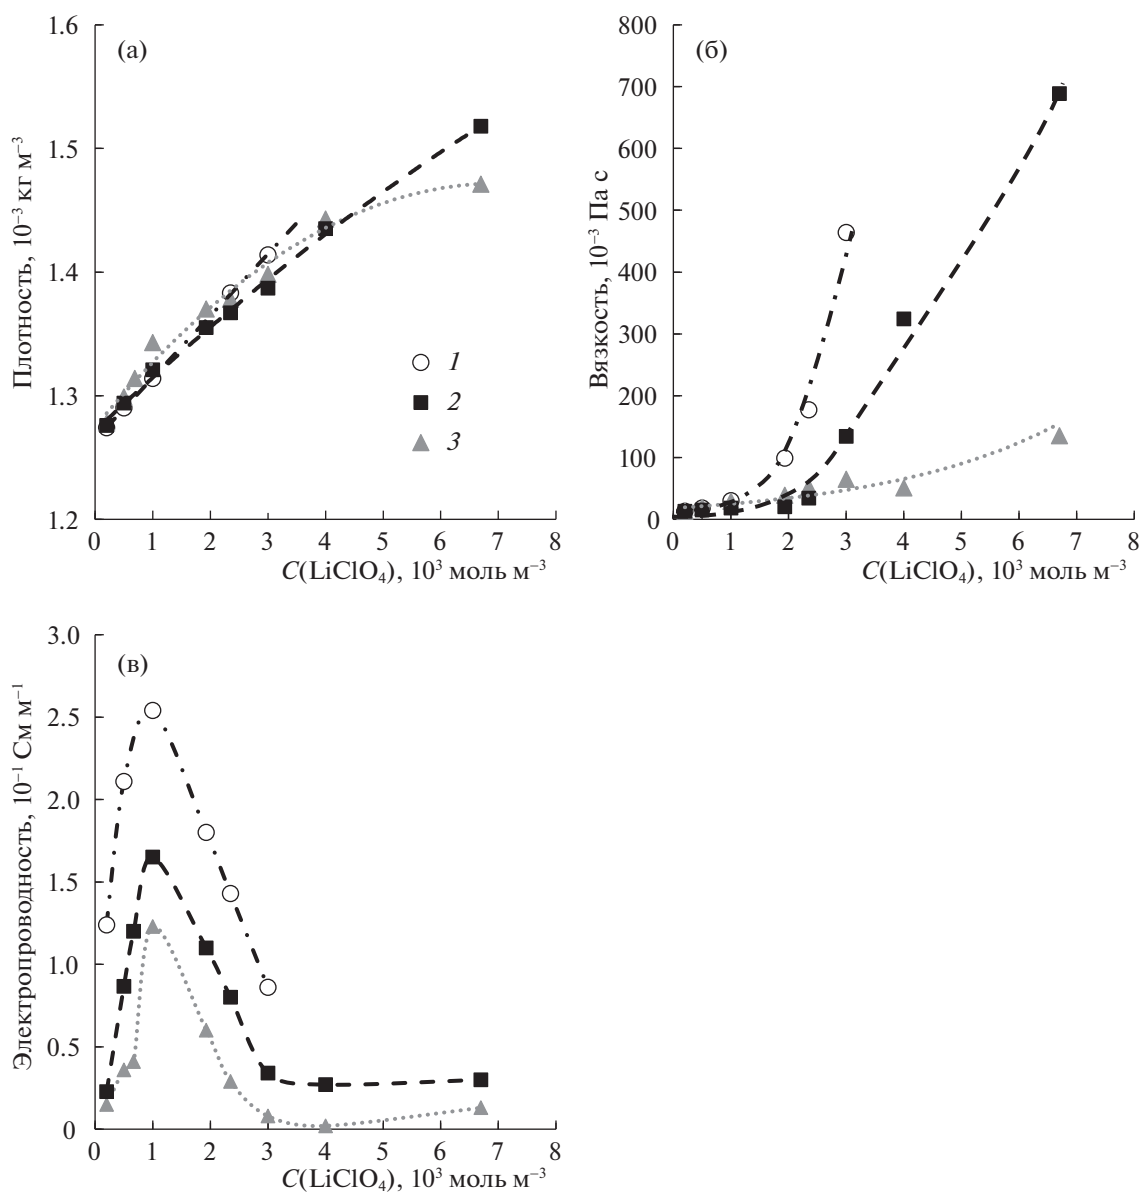 (а)
Плотность, 10⁻³ кг м⁻³
1.6
1.5
1.4
1.3
1.2
1
2
3
0 1 2 3 4 5 6 7 8
C(LiClO₄), 10³ моль м⁻³
(б)
Вязкость, 10⁻³ Па с
800
700
600
500
400
300
200
100
0
0 1 2 3 4 5 6 7 8
C(LiClO₄), 10³ моль м⁻³
(в)
Электропроводность, 10⁻¹ См м⁻¹
3.0
2.5
2.0
1.5
1.0
0.5
0
0 1 2 3 4 5 6 7 8
C(LiClO₄), 10³ моль м⁻³